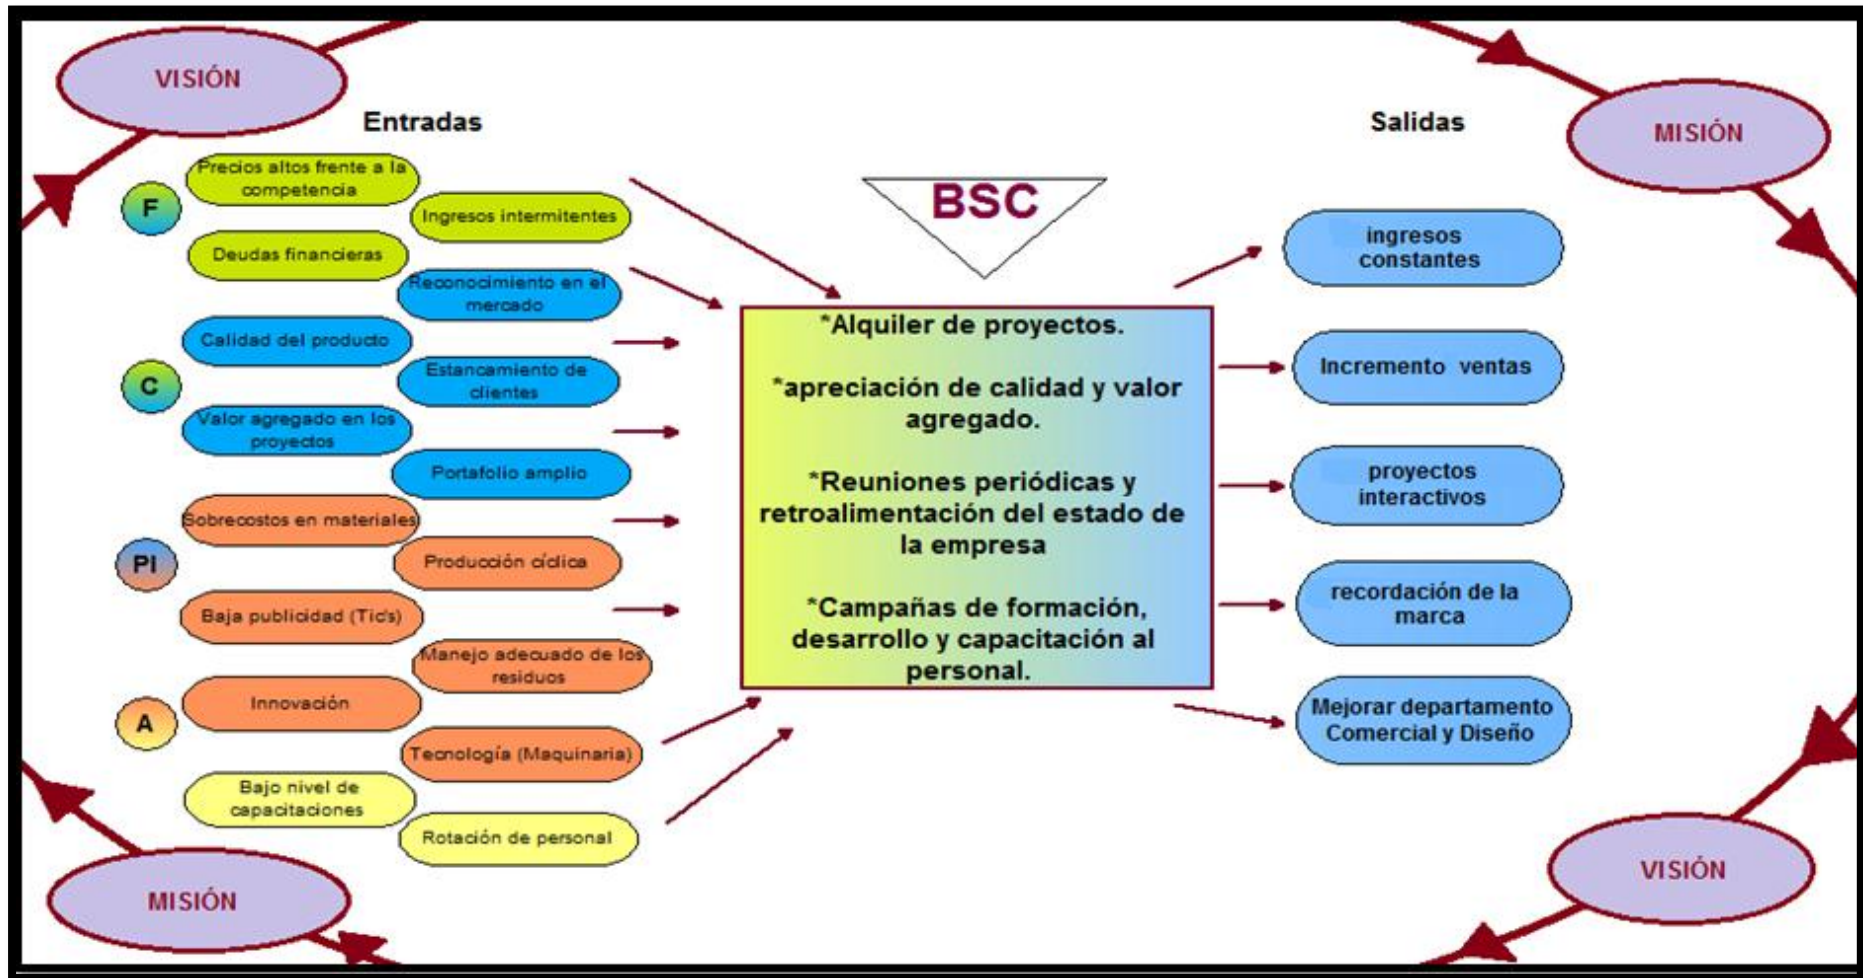 VISIÓN
MISIÓN
Entradas
Salidas
F
Precios altos frente a la
competencia
Ingresos intermitentes
Deudas financieras
Reconocimiento en el
mercado
C
Calidad del producto
Estancamiento de
clientes
Valor agregado en los
proyectos
Portafolio amplio
PI
Sobrecostos en materiales
Producción cíclica
Baja publicidad (Tic's)
Manejo adecuado de los
residuos
A
Innovación
Tecnología (Maquinaria)
Bajo nivel de
capacitaciones
Rotación de personal
BSC
*Alquiler de proyectos.
*apreciación de calidad y valor
agregado.
*Reuniones periódicas y
retroalimentación del estado de
la empresa
*Campañas de formación,
desarrollo y capacitación al
personal.
ingresos
constantes
Incremento ventas
proyectos
interactivos
recordación de la
marca
Mejorar departamento
Comercial y Diseño
MISIÓN
VISIÓN